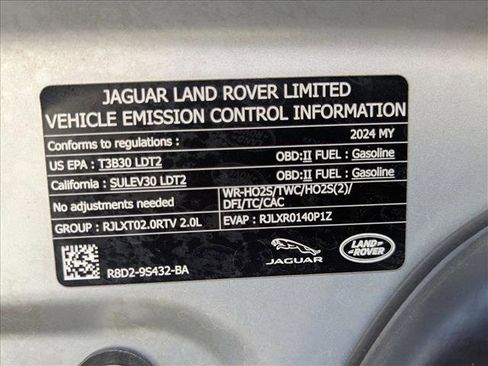 JAGUAR LAND ROVER LIMITED
VEHICLE EMISSION CONTROL INFORMATION
Conforms to regulations : 2024 MY
US EPA : T3B30 LDT2 OBD:II FUEL : Gasoline
California : SULEV30 LDT2 OBD:II FUEL : Gasoline
No adjustments needed WR-HO2S/TWC/HO2S(2)/
DFI/TC/CAC
GROUP : RJLXT02.0RTV 2.0L EVAP : RJLXR0140P1Z
R8D2-9S432-BA
JAGUAR
LAND
ROVER